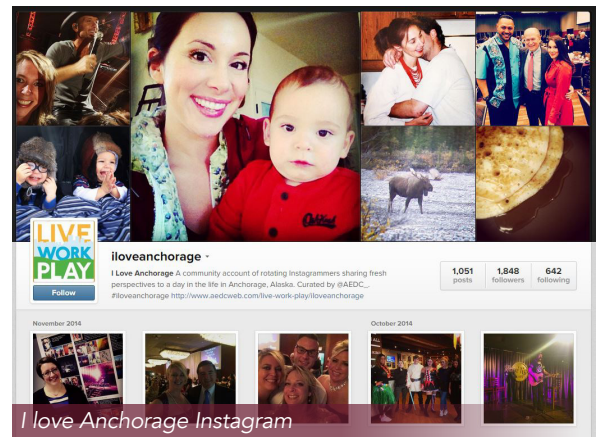 Oshkosh
LIVE
WORK
PLAY
Follow
iloveanchorage
I Love Anchorage A community account of rotating Instagrammers sharing fresh
perspectives to a day in the life in Anchorage, Alaska. Curated by @AEDC_.
#iloveanchorage http://www.aedcweb.com/live-work-play/iloveanchorage
1,051
posts
1,848
followers
642
following
November 2014
October 2014
I love Anchorage Instagram